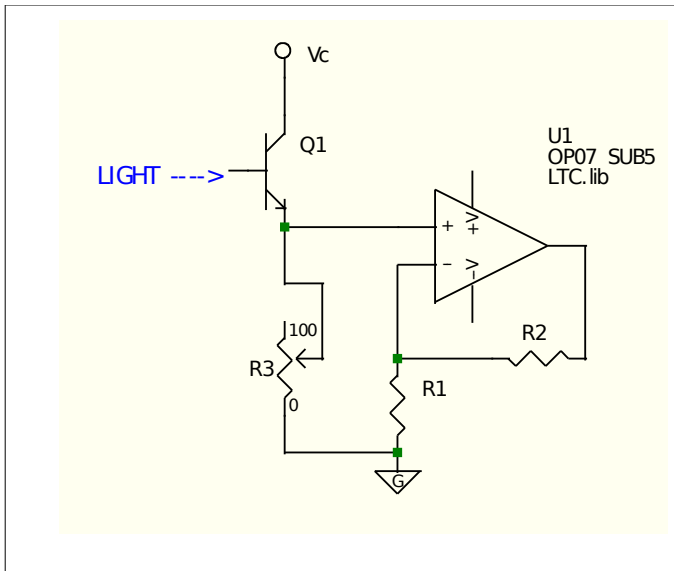 Vc
Q1
LIGHT ---->
U1
OP07 SUB5
LTC.lib
+
+V
-
-V
R2
100
R3
0
R1
G